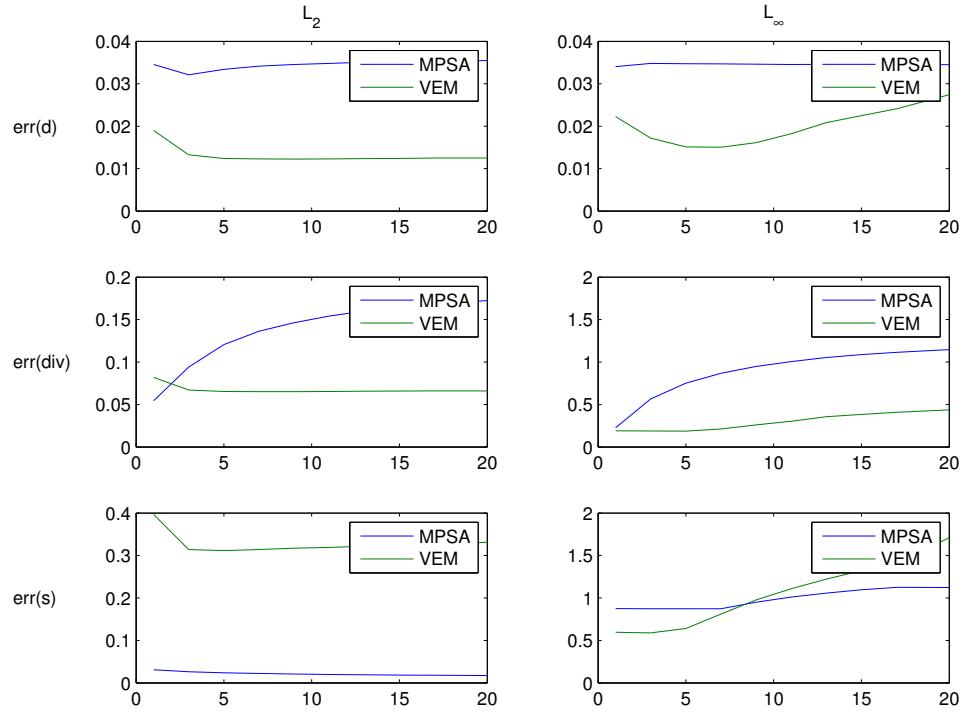 L2
L∞
err(d)
0.04
0.03
0.02
0.01
0
0 5 10 15 20
MPSA
VEM
0.04
0.03
0.02
0.01
0
0 5 10 15 20
MPSA
VEM
err(div)
0.2
0.15
0.1
0.05
0
0 5 10 15 20
MPSA
VEM
2
1.5
1
0.5
0
0 5 10 15 20
MPSA
VEM
err(s)
0.4
0.3
0.2
0.1
0
0 5 10 15 20
MPSA
VEM
2
1.5
1
0.5
0
0 5 10 15 20
MPSA
VEM